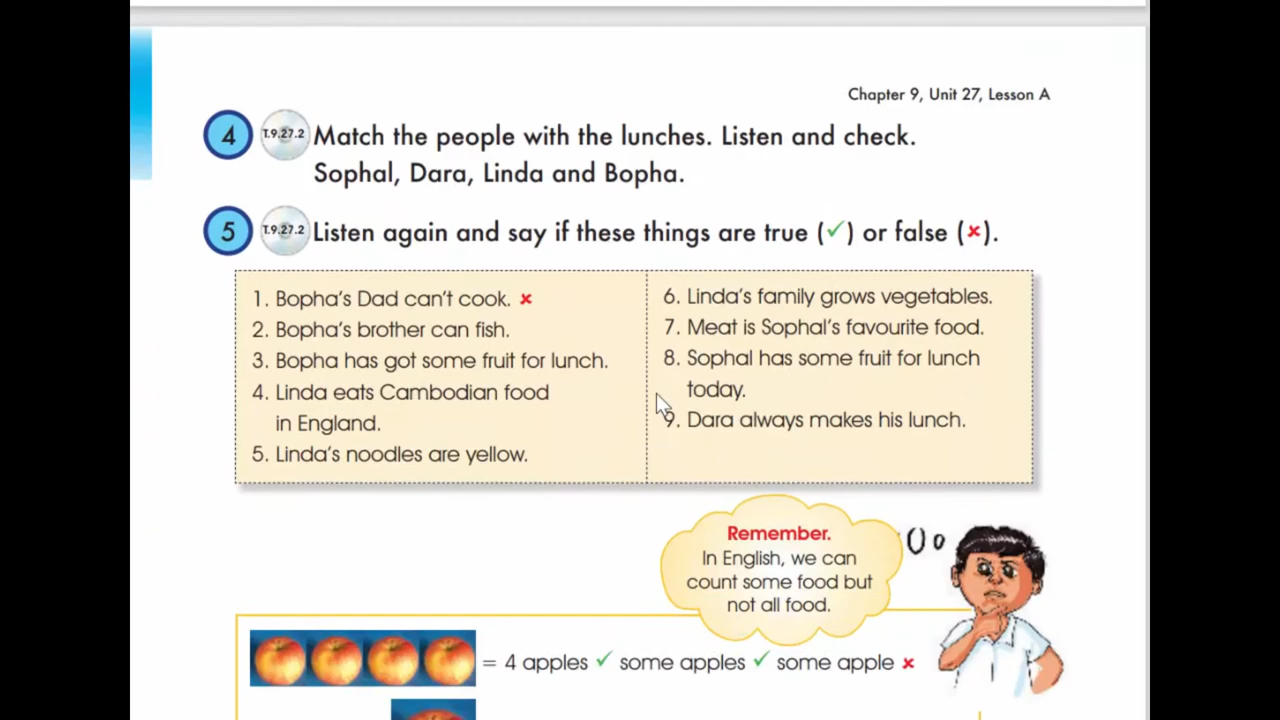 Chapter 9, Unit 27, Lesson A
4 T.9.27.2 Match the people with the lunches. Listen and check.
Sophal, Dara, Linda and Bopha.
5 T.9.27.2 Listen again and say if these things are true (✓) or false (✗).
1. Bopha's Dad can't cook. ✗
2. Bopha's brother can fish.
3. Bopha has got some fruit for lunch.
4. Linda eats Cambodian food
in England.
5. Linda's noodles are yellow.
6. Linda's family grows vegetables.
7. Meat is Sophal's favourite food.
8. Sophal has some fruit for lunch
today.
9. Dara always makes his lunch.
Remember.
In English, we can
count some food but
not all food.
= 4 apples ✓ some apples ✓ some apple ✗